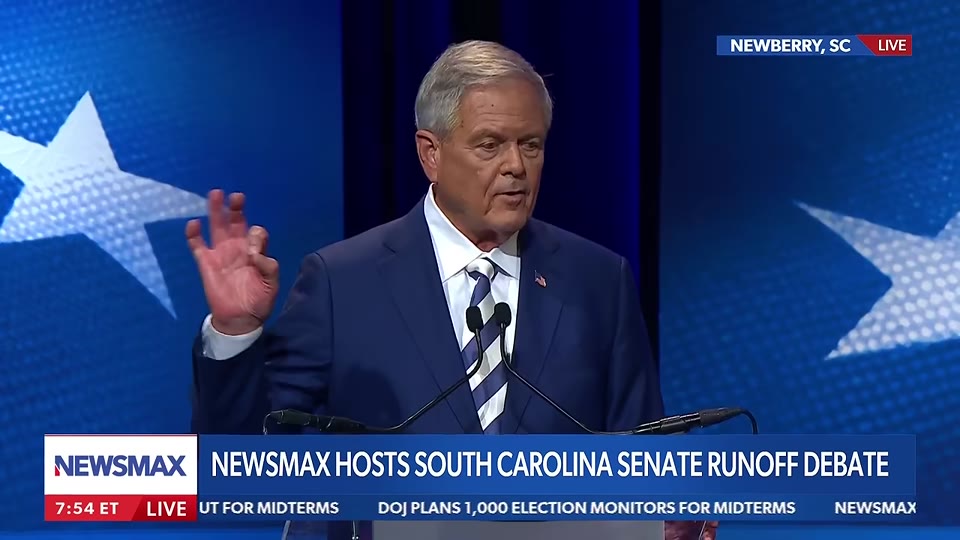 NEWBERRY, SC LIVE
NEWSMAX
NEWSMAX HOSTS SOUTH CAROLINA SENATE RUNOFF DEBATE
7:54 ET LIVE
UT FOR MIDTERMS DOJ PLANS 1,000 ELECTION MONITORS FOR MIDTERMS NEWSMAX